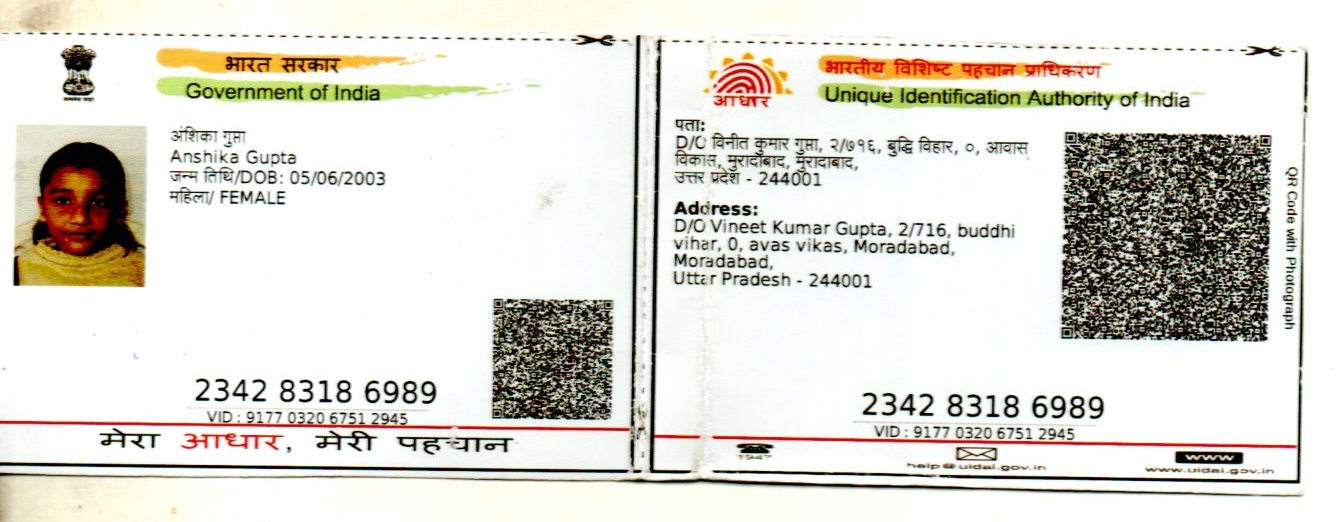 भारत सरकार
Government of India
अंशिका गुप्ता
Anshika Gupta
जन्म तिथि/DOB: 05/06/2003
महिला/ FEMALE
2342 8318 6989
VID : 9177 0320 6751 2945
मेरा आधार, मेरी पहचान
आधार
भारतीय विशिष्ट पहचान प्राधिकरण
Unique Identification Authority of India
पता:
D/O विनीत कुमार गुप्ता, २/७१६, बुद्धि विहार, ०, आवास
विकास, मुरादाबाद, मुरादाबाद,
उत्तर प्रदेश - 244001
Address:
D/O Vineet Kumar Gupta, 2/716, buddhi
vihar, 0, avas vikas, Moradabad,
Moradabad,
Uttar Pradesh - 244001
QR Code with Photograph
2342 8318 6989
VID : 9177 0320 6751 2945
1947
help@uidai.gov.in
www
www.uidai.gov.in